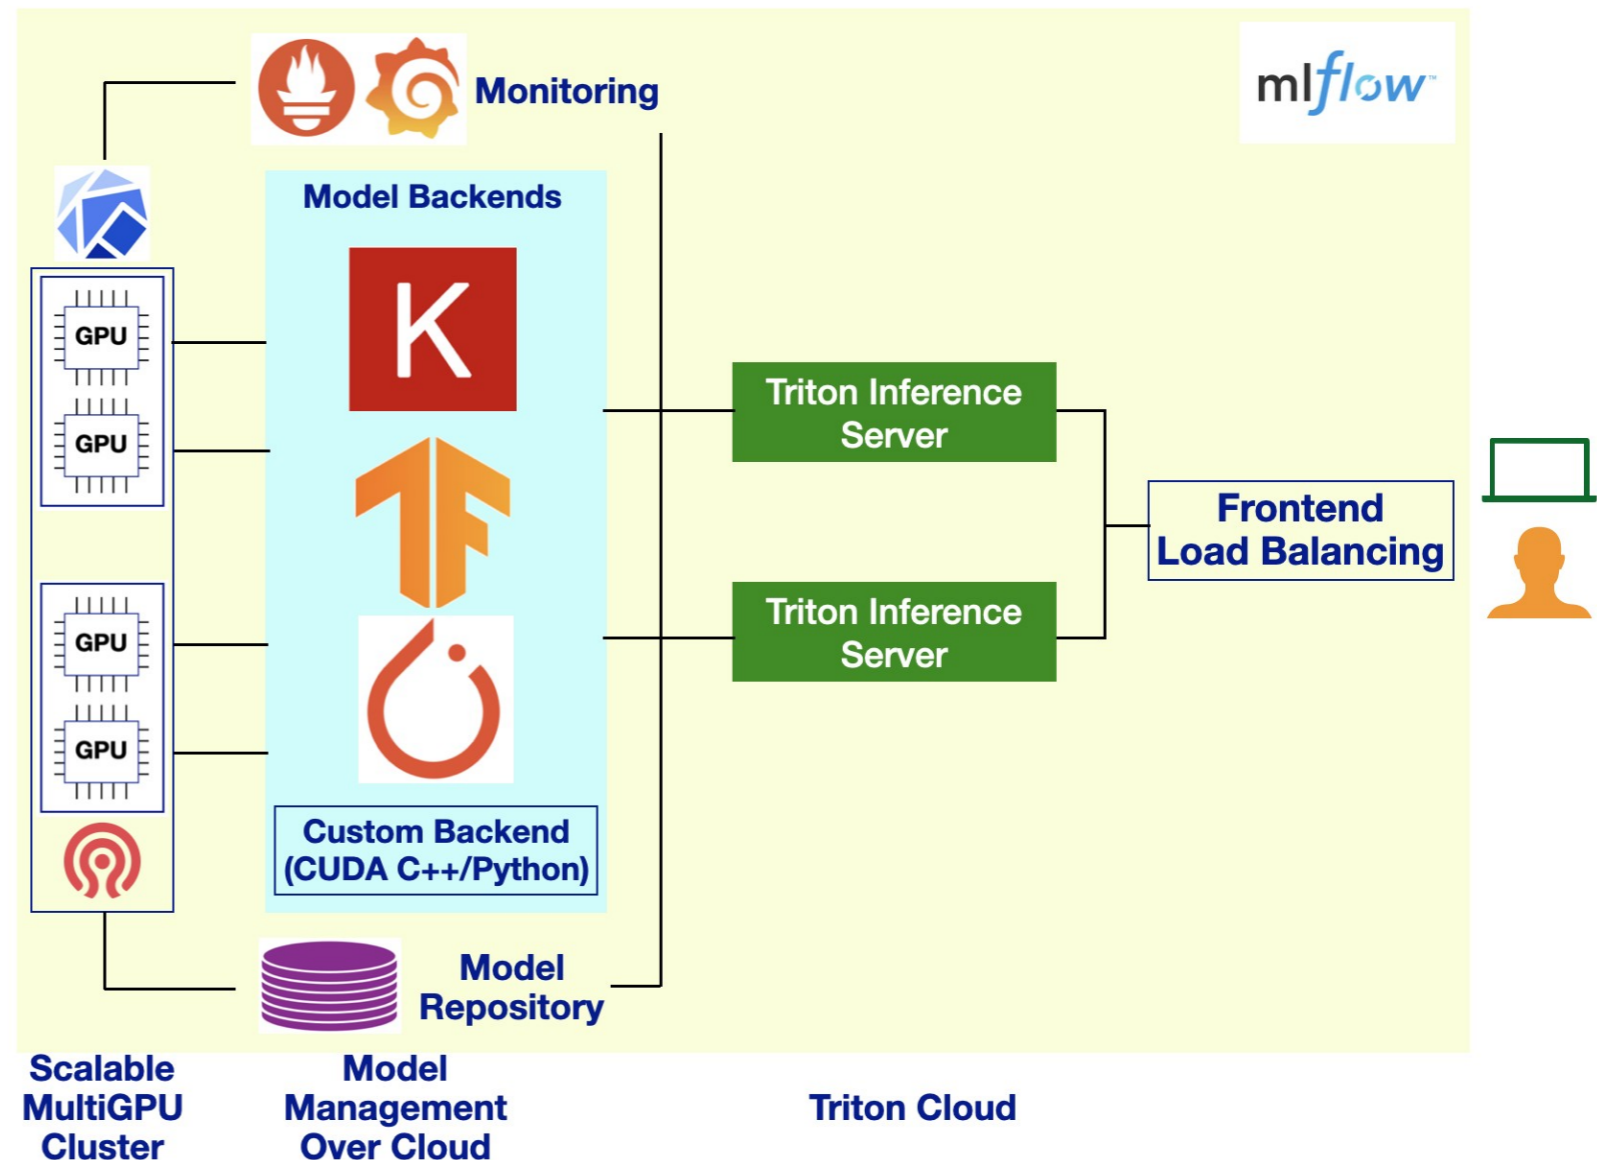 Monitoring
mlflow™
Model Backends
K
GPU
GPU
GPU
GPU
Custom Backend
(CUDA C++/Python)
Model
Repository
Triton Inference
Server
Triton Inference
Server
Frontend
Load Balancing
Scalable
MultiGPU
Cluster
Model
Management
Over Cloud
Triton Cloud